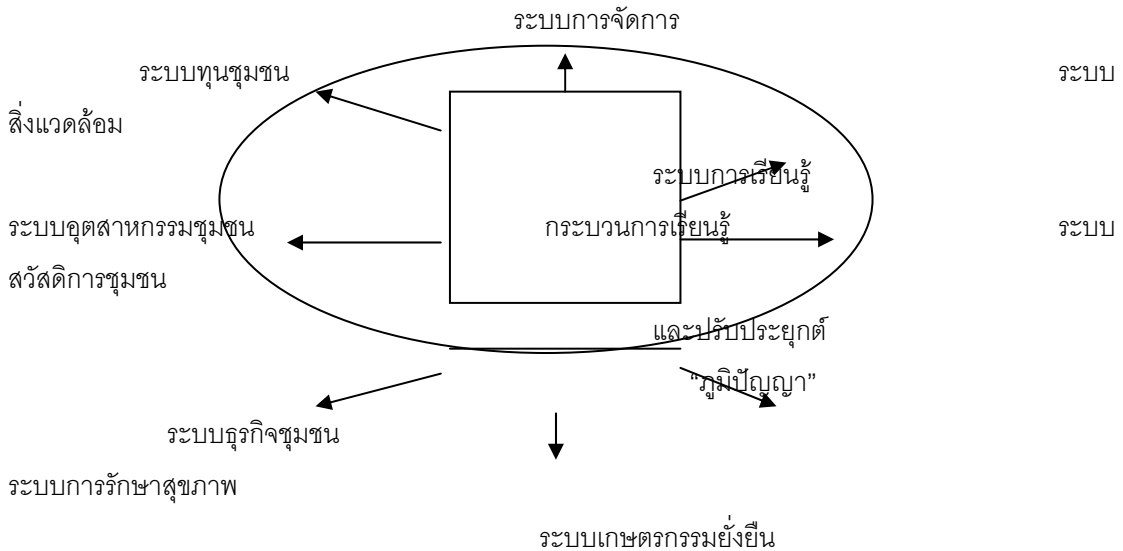 ระบบการจัดการ
ระบบทุนชุมชน ระบบ
สิ่งแวดล้อม
ระบบการเรียนรู้
ระบบอุตสาหกรรมชุมชน กระบวนการเรียนรู้ ระบบ
สวัสดิการชุมชน
และปรับประยุกต์
“ภูมิปัญญา”
ระบบธุรกิจชุมชน
ระบบการรักษาสุขภาพ
ระบบเกษตรกรรมยั่งยืน